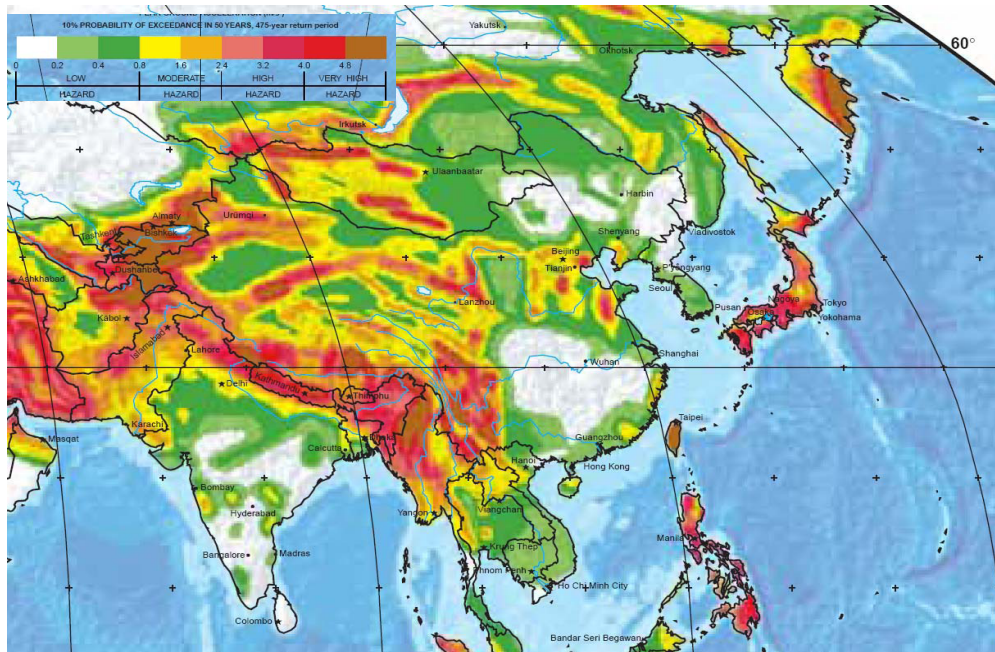 10% PROBABILITY OF EXCEEDANCE IN 50 YEARS, 475-year return period
0 0.2 0.4 0.8 1.6 2.4 3.2 4.0 4.8
LOW MODERATE HIGH VERY HIGH
HAZARD HAZARD HAZARD HAZARD
Yakutsk
Okhotsk
60°
Irkutsk
Ulaanbaatar
Harbin
Almaty
Urumqi
Tashkent
Bishkek
Shenyang
Vladivostok
Beijing
Tianjin
P'yongyang
Dushanbe
Ashkhabad
Seoul
Lanzhou
Nagoya
Pusan
Osaka
Tokyo
Yokohama
Kabol
Islamabad
Lahore
Shanghai
Wuhan
Delhi
Kathmandu
Thimphu
Taipei
Karachi
Masqat
Dhaka
Guangzhou
Calcutta
Hanoi
Hong Kong
Bombay
Viangchan
Hyderabad
Yangon
Manila
Krung Thep
Bangalore
Madras
Phnom Penh
Ho Chi Minh City
Colombo
Bandar Seri Begawan